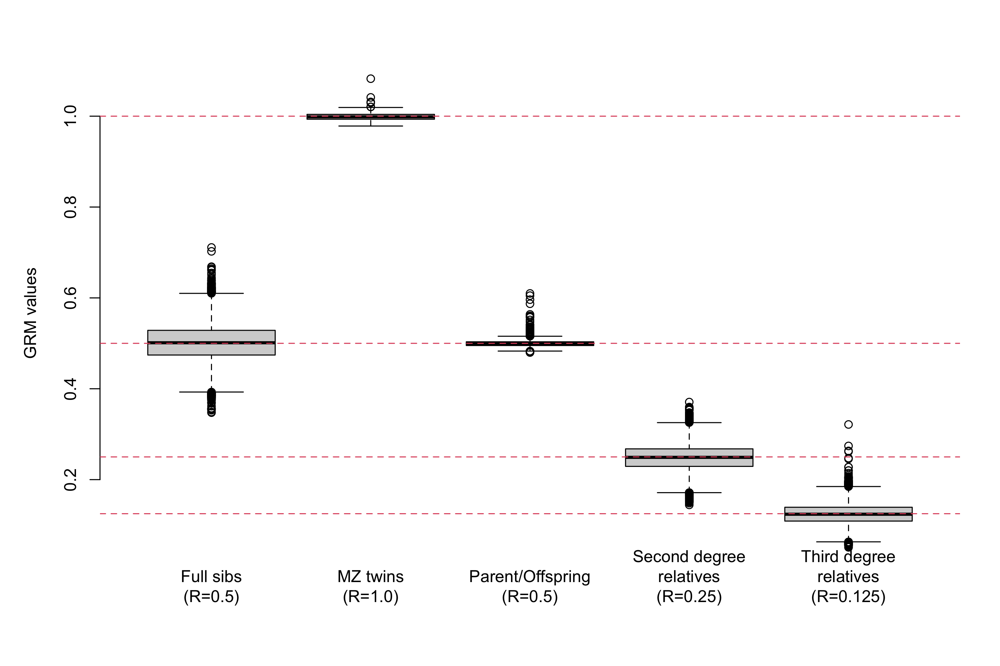 1.0
0.8
0.6
0.4
0.2
GRM values
Full sibs
(R=0.5)
MZ twins
(R=1.0)
Parent/Offspring
(R=0.5)
Second degree
relatives
(R=0.25)
Third degree
relatives
(R=0.125)